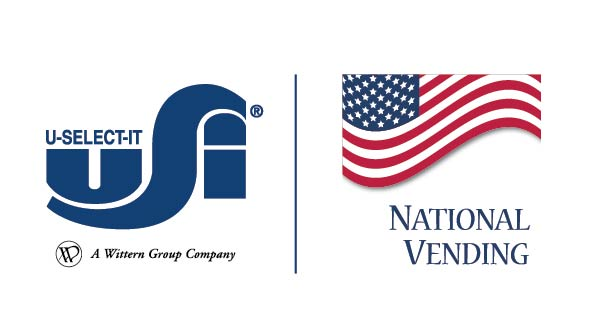 U-SELECT-IT
USI®
A Wittern Group Company
NATIONAL
VENDING